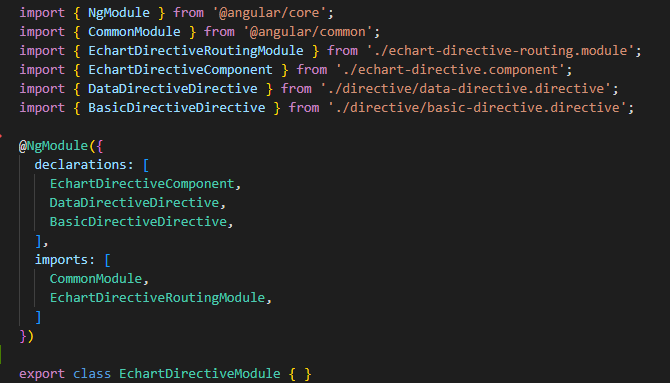 import { NgModule } from '@angular/core';
import { CommonModule } from '@angular/common';
import { EchartDirectiveRoutingModule } from './echart-directive-routing.module';
import { EchartDirectiveComponent } from './echart-directive.component';
import { DataDirectiveDirective } from './directive/data-directive.directive';
import { BasicDirectiveDirective } from './directive/basic-directive.directive';
@NgModule({
  declarations: [
    EchartDirectiveComponent,
    DataDirectiveDirective,
    BasicDirectiveDirective,
  ],
  imports: [
    CommonModule,
    EchartDirectiveRoutingModule,
  ]
})
export class EchartDirectiveModule { }